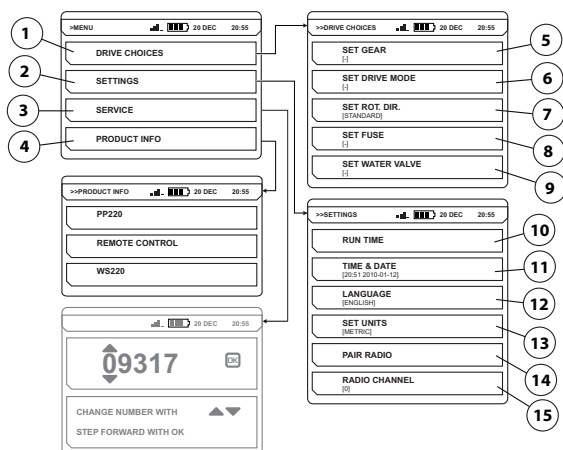 >MENU 20 DEC 20:55
1
DRIVE CHOICES
2
SETTINGS
3
SERVICE
4
PRODUCT INFO
>>PRODUCT INFO 20 DEC 20:55
PP220
REMOTE CONTROL
WS220
20 DEC 20:55
09317 OK
CHANGE NUMBER WITH
STEP FORWARD WITH OK
>>DRIVE CHOICES 20 DEC 20:55
SET GEAR
[-]
5
SET DRIVE MODE
[-]
6
SET ROT. DIR.
[STANDARD]
7
SET FUSE
[-]
8
SET WATER VALVE
[-]
9
>>SETTINGS 20 DEC 20:55
RUN TIME
10
TIME & DATE
[20:51 2010-01-12]
11
LANGUAGE
[ENGLISH]
12
SET UNITS
[METRIC]
13
PAIR RADIO
14
RADIO CHANNEL
[0]
15